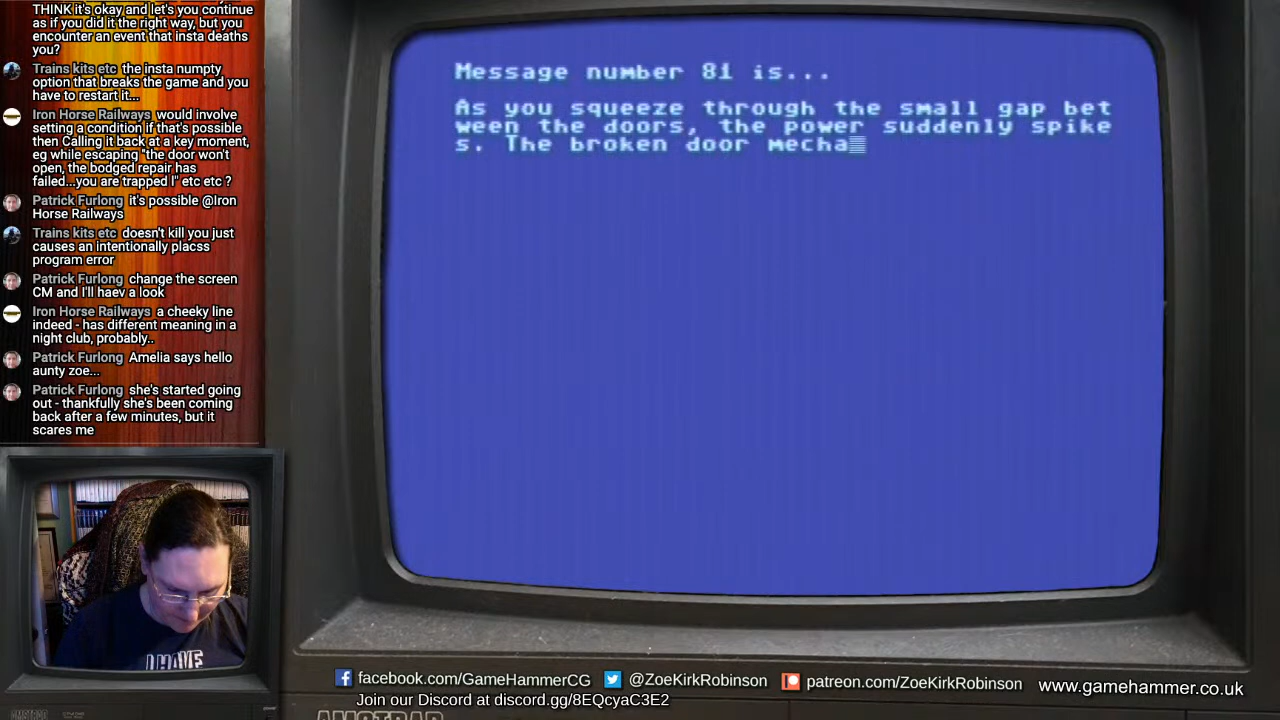 THINK it's okay and let's you continue
as if you did it the right way, but you
encounter an event that insta deaths
you?
Trains kits etc the insta numpty
option that breaks the game and you
have to restart it...
Iron Horse Railways would involve
setting a condition if that's possible
then Calling it back at a key moment,
eg while escaping "the door won't
open, the bodged repair has
failed...you are trapped !" etc etc ?
Patrick Furlong it's possible @Iron
Horse Railways
Trains kits etc doesn't kill you just
causes an intentionally placss
program error
Patrick Furlong change the screen
CM and I'll haev a look
Iron Horse Railways a cheeky line
indeed - has different meaning in a
night club, probably..
Patrick Furlong Amelia says hello
aunty zoe...
Patrick Furlong she's started going
out - thankfully she's been coming
back after a few minutes, but it
scares me
Message number 81 is...
As you squeeze through the small gap bet
ween the doors, the power suddenly spike
s. The broken door mecha
I HAVE
facebook.com/GameHammerCG @ZoeKirkRobinson patreon.com/ZoeKirkRobinson www.gamehammer.co.uk
Join our Discord at discord.gg/8EQcyaC3E2
AMSTRAD